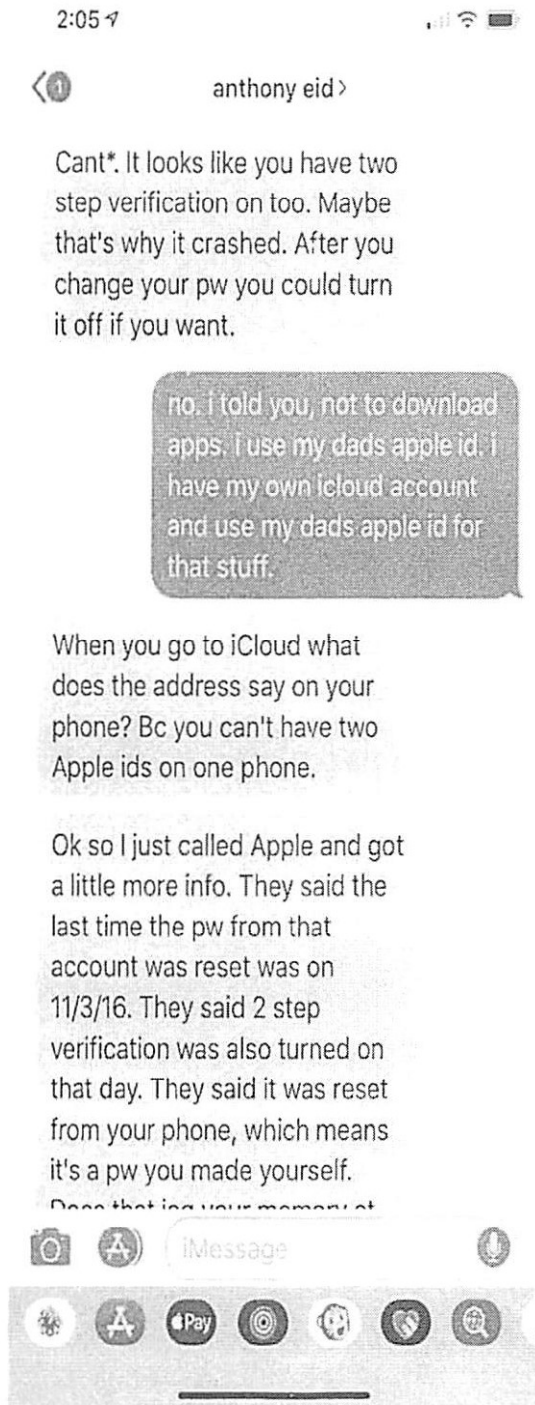 2:05
1
anthony eid >
Cant*. It looks like you have two
step verification on too. Maybe
that's why it crashed. After you
change your pw you could turn
it off if you want.
no. i told you, not to download
apps. i use my dads apple id. i
have my own icloud account
and use my dads apple id for
that stuff.
When you go to iCloud what
does the address say on your
phone? Bc you can't have two
Apple ids on one phone.
Ok so I just called Apple and got
a little more info. They said the
last time the pw from that
account was reset was on
11/3/16. They said 2 step
verification was also turned on
that day. They said it was reset
from your phone, which means
it's a pw you made yourself.
Does that jog your memory at
iMessage
Pay